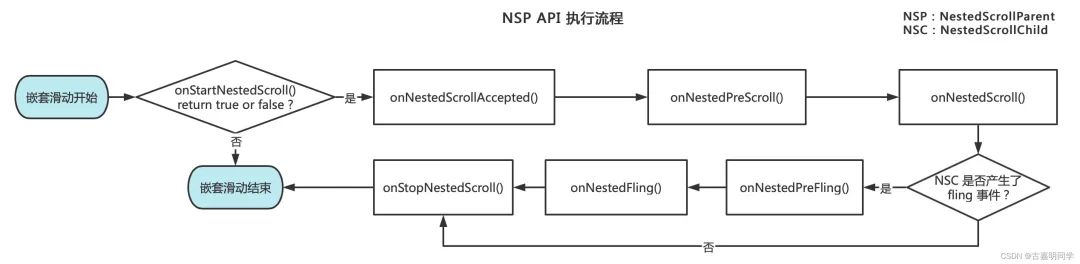 NSP API 执行流程
NSP：NestedScrollParent
NSC：NestedScrollChild
嵌套滑动开始
onStartNestedScroll()
return true or false？
是
onNestedScrollAccepted()
onNestedPreScroll()
onNestedScroll()
否
嵌套滑动结束
onStopNestedScroll()
onNestedFling()
onNestedPreFling()
是
NSC 是否产生了
fling 事件？
否
CSDN @古嘉明同学